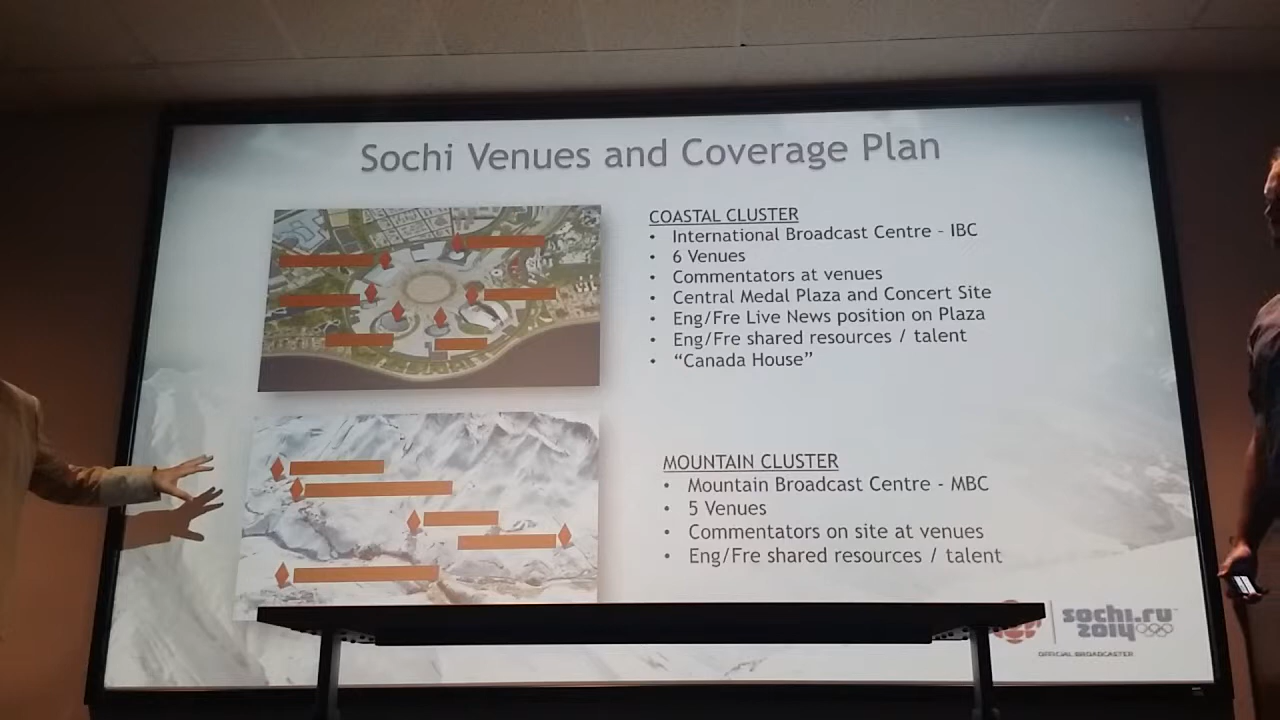 Sochi Venues and Coverage Plan
COASTAL CLUSTER
• International Broadcast Centre – IBC
• 6 Venues
• Commentators at venues
• Central Medal Plaza and Concert Site
• Eng/Fre Live News position on Plaza
• Eng/Fre shared resources / talent
• “Canada House”
MOUNTAIN CLUSTER
• Mountain Broadcast Centre - MBC
• 5 Venues
• Commentators on site at venues
• Eng/Fre shared resources / talent
sochi.ru
2014
OFFICIAL BROADCASTER